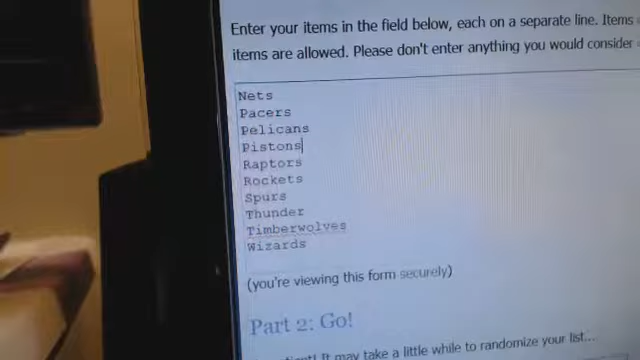 Enter your items in the field below, each on a separate line. Items
items are allowed. Please don't enter anything you would consider
Nets
Pacers
Pelicans
Pistons
Raptors
Rockets
Spurs
Thunder
Timberwolves
Wizards
(you're viewing this form securely)
Part 2: Go!
It may take a little while to randomize your list...